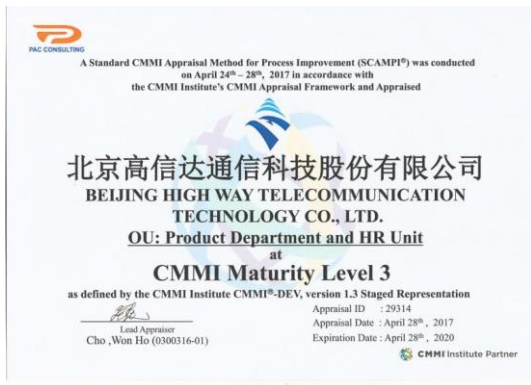 PAC CONSULTING
A Standard CMMI Appraisal Method for Process Improvement (SCAMPI®) was conducted
on April 24th – 28th, 2017 in accordance with
the CMMI Institute's CMMI Appraisal Framework and Appraised
北京高信达通信科技股份有限公司
BEIJING HIGH WAY TELECOMMUNICATION
TECHNOLOGY CO., LTD.
OU: Product Department and HR Unit
at
CMMI Maturity Level 3
as defined by the CMMI Institute CMMI®-DEV, version 1.3 Staged Representation
Lead Appraiser
Cho ,Won Ho (0300316-01)
Appraisal ID : 29314
Appraisal Date : April 28th , 2017
Expiration Date : April 28th , 2020
CMMI Institute Partner